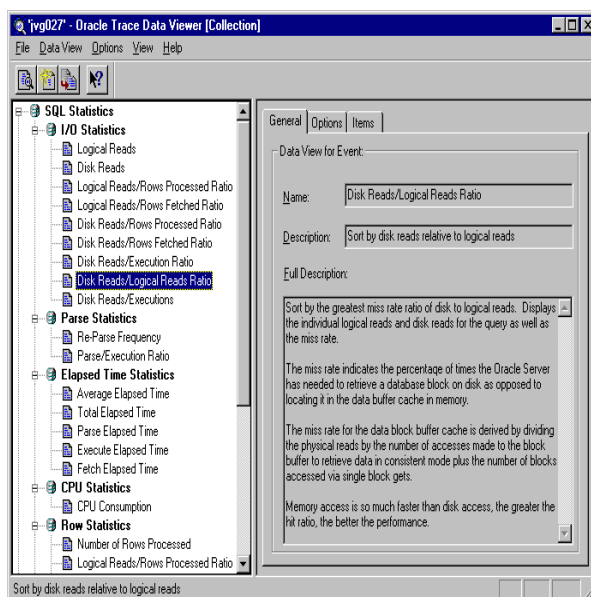 'jvg027' - Oracle Trace Data Viewer [Collection]
File Data View Options View Help
SQL Statistics
I/O Statistics
Logical Reads
Disk Reads
Logical Reads/Rows Processed Ratio
Logical Reads/Rows Fetched Ratio
Disk Reads/Rows Processed Ratio
Disk Reads/Rows Fetched Ratio
Disk Reads/Execution Ratio
Disk Reads/Logical Reads Ratio
Disk Reads/Executions
Parse Statistics
Re-Parse Frequency
Parse/Execution Ratio
Elapsed Time Statistics
Average Elapsed Time
Total Elapsed Time
Parse Elapsed Time
Execute Elapsed Time
Fetch Elapsed Time
CPU Statistics
CPU Consumption
Row Statistics
Number of Rows Processed
Logical Reads/Rows Processed Ratio
General Options Items
Data View for Event:
Name: Disk Reads/Logical Reads Ratio
Description: Sort by disk reads relative to logical reads
Full Description:
Sort by the greatest miss rate ratio of disk to logical reads. Displays
the individual logical reads and disk reads for the query as well as
the miss rate.
The miss rate indicates the percentage of times the Oracle Server
has needed to retrieve a database block on disk as opposed to
locating it in the data buffer cache in memory.
The miss rate for the data block buffer cache is derived by dividing
the physical reads by the number of accesses made to the block
buffer to retrieve data in consistent mode plus the number of blocks
accessed via single block gets.
Memory access is so much faster than disk access, the greater the
hit ratio, the better the performance.
Sort by disk reads relative to logical reads